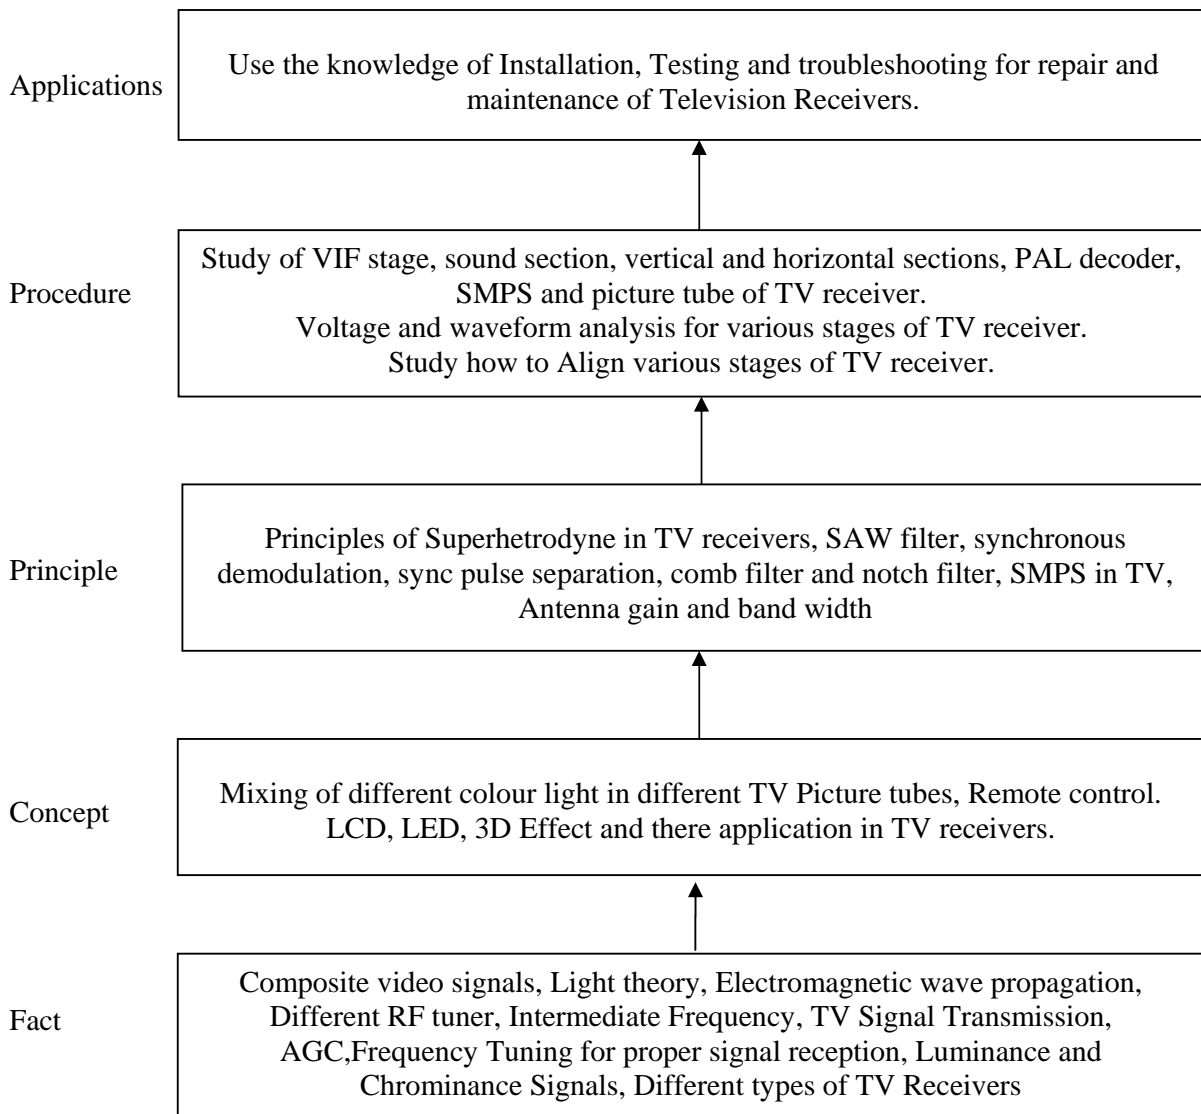 Applications
Use the knowledge of Installation, Testing and troubleshooting for repair and
maintenance of Television Receivers.
Procedure
Study of VIF stage, sound section, vertical and horizontal sections, PAL decoder,
SMPS and picture tube of TV receiver.
Voltage and waveform analysis for various stages of TV receiver.
Study how to Align various stages of TV receiver.
Principle
Principles of Superhetrodyne in TV receivers, SAW filter, synchronous
demodulation, sync pulse separation, comb filter and notch filter, SMPS in TV,
Antenna gain and band width
Concept
Mixing of different colour light in different TV Picture tubes, Remote control.
LCD, LED, 3D Effect and there application in TV receivers.
Fact
Composite video signals, Light theory, Electromagnetic wave propagation,
Different RF tuner, Intermediate Frequency, TV Signal Transmission,
AGC,Frequency Tuning for proper signal reception, Luminance and
Chrominance Signals, Different types of TV Receivers